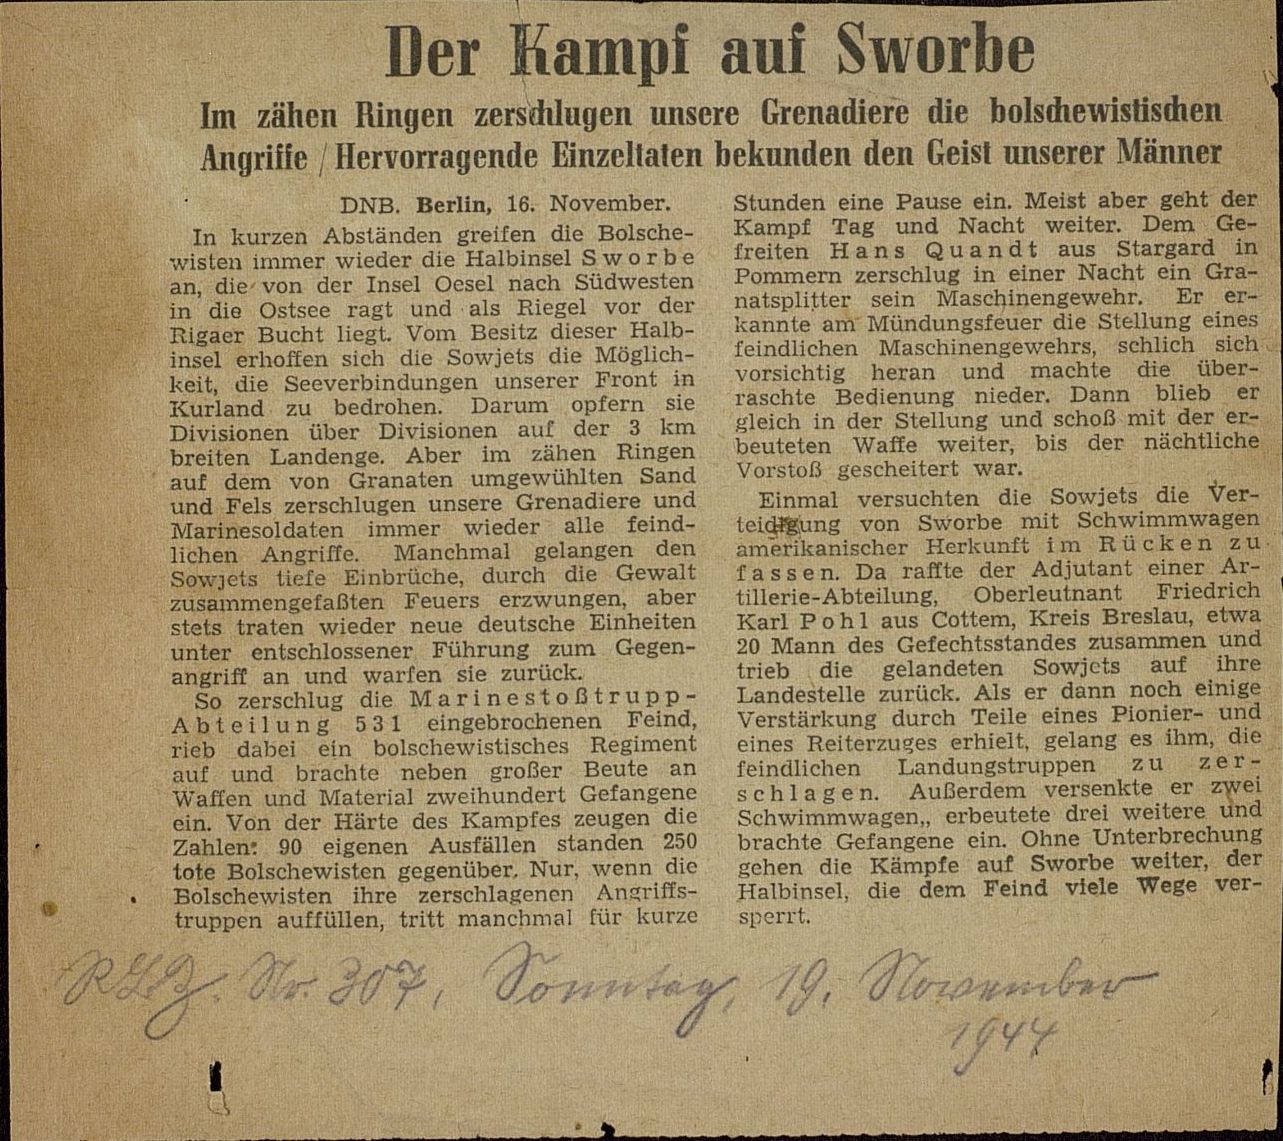 Der Kampf auf Sworbe
Im zähen Ringen zerschlugen unsere Grenadiere die bolschewistischen
Angriffe / Hervorragende Einzeltaten bekunden den Geist unserer Männer
DNB. Berlin, 16. November.
In kurzen Abständen greifen die Bolsche-
wisten immer wieder die Halbinsel Sworbe
an, die von der Insel Oesel nach Südwesten
in die Ostsee ragt und als Riegel vor der
Rigaer Bucht liegt. Vom Besitz dieser Halb-
insel erhoffen sich die Sowjets die Möglich-
keit, die Seeverbindungen unserer Front in
Kurland zu bedrohen. Darum opfern sie
Divisionen über Divisionen auf der 3 km
breiten Landenge. Aber im zähen Ringen
auf dem von Granaten umgewühlten Sand
und Fels zerschlugen unsere Grenadiere und
Marinesoldaten immer wieder alle feind-
lichen Angriffe. Manchmal gelangen den
Sowjets tiefe Einbrüche, durch die Gewalt
zusammengefaßten Feuers erzwungen, aber
stets traten wieder neue deutsche Einheiten
unter entschlossener Führung zum Gegen-
angriff an und warfen sie zurück.
So zerschlug die Marinestoßtrupp-
Abteilung 531 eingebrochenen Feind,
rieb dabei ein bolschewistisches Regiment
auf und brachte neben großer Beute an
Waffen und Material zweihundert Gefangene
ein. Von der Härte des Kampfes zeugen die
Zahlen: 90 eigenen Ausfällen standen 250
tote Bolschewisten gegenüber. Nur, wenn die
Bolschewisten ihre zerschlagenen Angriffs-
truppen auffüllen, tritt manchmal für kurze
Stunden eine Pause ein. Meist aber geht der
Kampf Tag und Nacht weiter. Dem Ge-
freiten Hans Quandt aus Stargard in
Pommern zerschlug in einer Nacht ein Gra-
natsplitter sein Maschinengewehr. Er er-
kannte am Mündungsfeuer die Stellung eines
feindlichen Maschinengewehrs, schlich sich
vorsichtig heran und machte die über-
raschte Bedienung nieder. Dann blieb er
gleich in der Stellung und schoß mit der er-
beuteten Waffe weiter, bis der nächtliche
Vorstoß gescheitert war.
Einmal versuchten die Sowjets die Ver-
teidigung von Sworbe mit Schwimmwagen
amerikanischer Herkunft im Rücken zu
fassen. Da raffte der Adjutant einer Ar-
tillerie-Abteilung, Oberleutnant Friedrich
Karl Pohl aus Cottem, Kreis Breslau, etwa
20 Mann des Gefechtsstandes zusammen und
trieb die gelandeten Sowjets auf ihre
Landestelle zurück. Als er dann noch einige
Verstärkung durch Teile eines Pionier- und
eines Reiterzuges erhielt, gelang es ihm, die
feindlichen Landungstruppen zu zer-
schlagen. Außerdem versenkte er zwei
Schwimmwagen,, erbeutete drei weitere und
brachte Gefangene ein. Ohne Unterbrechung
gehen die Kämpfe auf Sworbe weiter, der
Halbinsel, die dem Feind viele Wege ver-
sperrt.
RLZ. Nr. 307, Sonntag, 19. November
1944